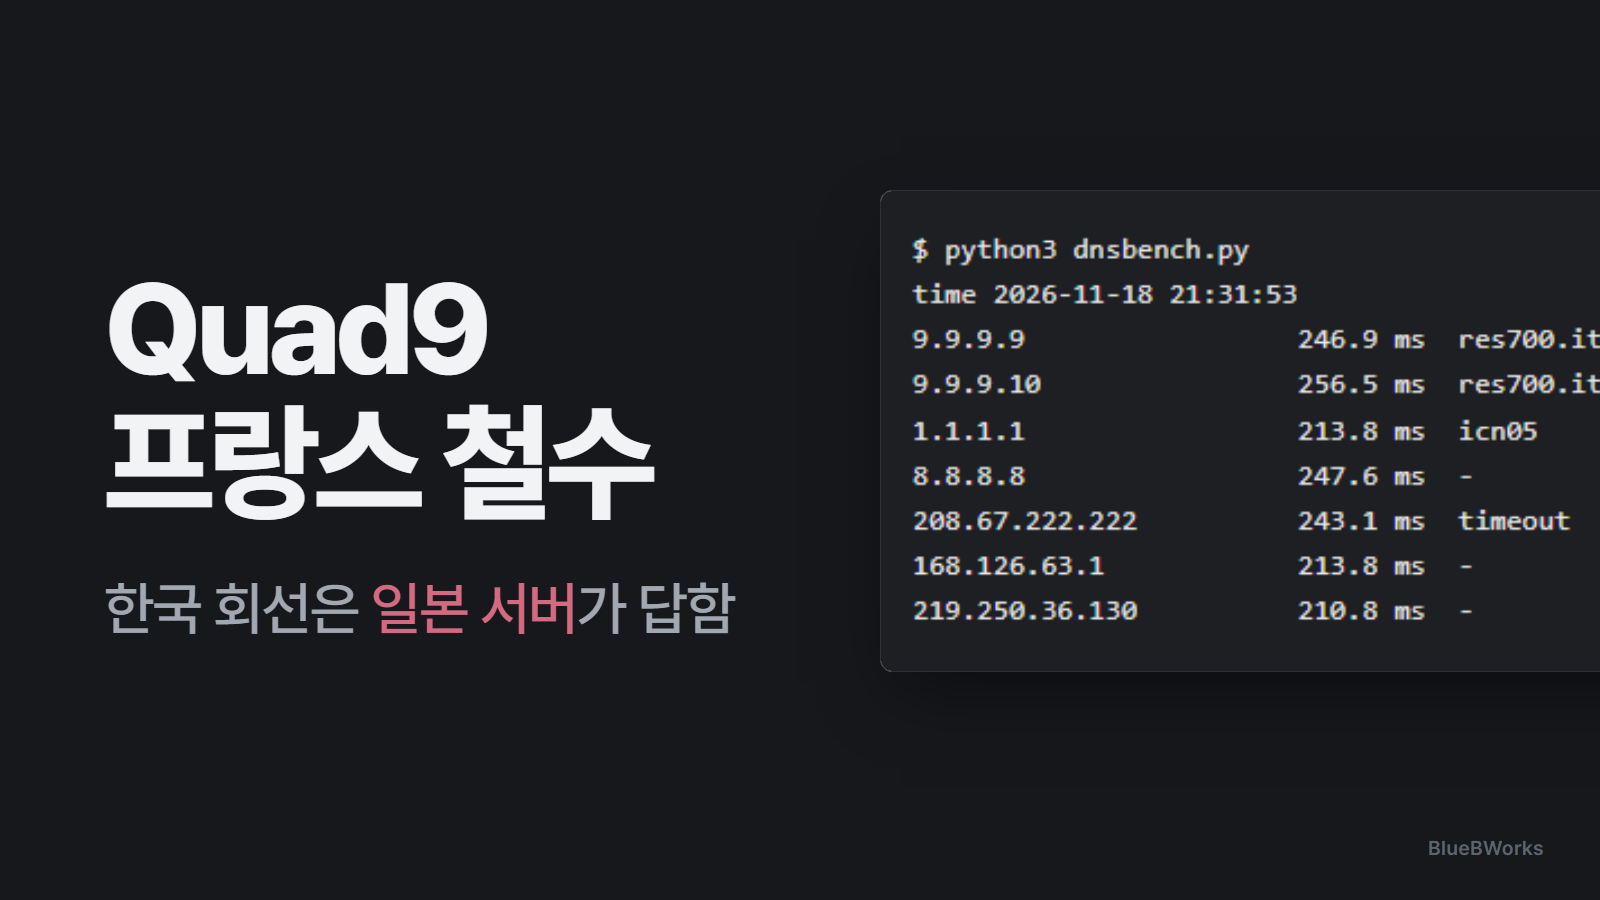 Quad9
프랑스 철수
한국 회선은 일본 서버가 답함
$ python3 dnsbench.py
time 2026-11-18 21:31:53
9.9.9.9 246.9 ms res700.it
9.9.9.10 256.5 ms res700.it
1.1.1.1 213.8 ms icn05
8.8.8.8 247.6 ms -
208.67.222.222 243.1 ms timeout
168.126.63.1 213.8 ms -
219.250.36.130 210.8 ms -
BlueBWorks